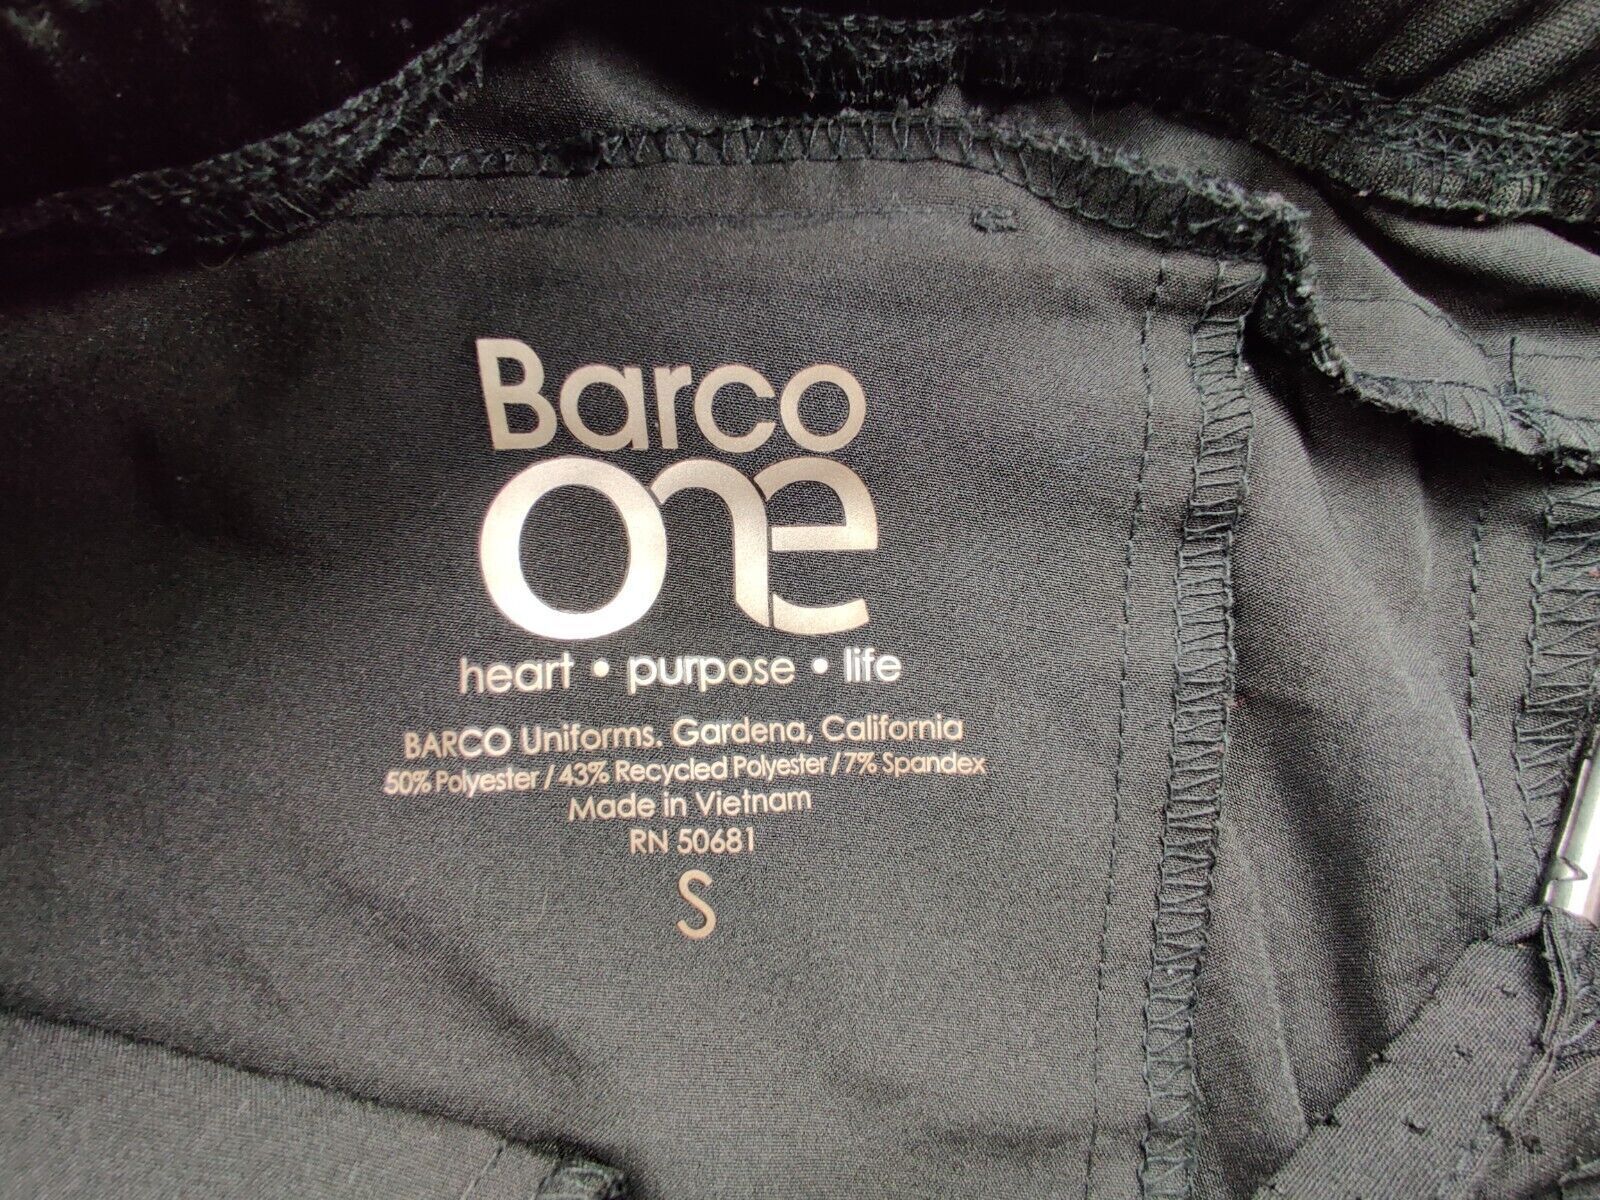 Barco
one
heart • purpose • life
BARCO Uniforms. Gardena, California
50% Polyester / 43% Recycled Polyester / 7% Spandex
Made in Vietnam
RN 50681
S